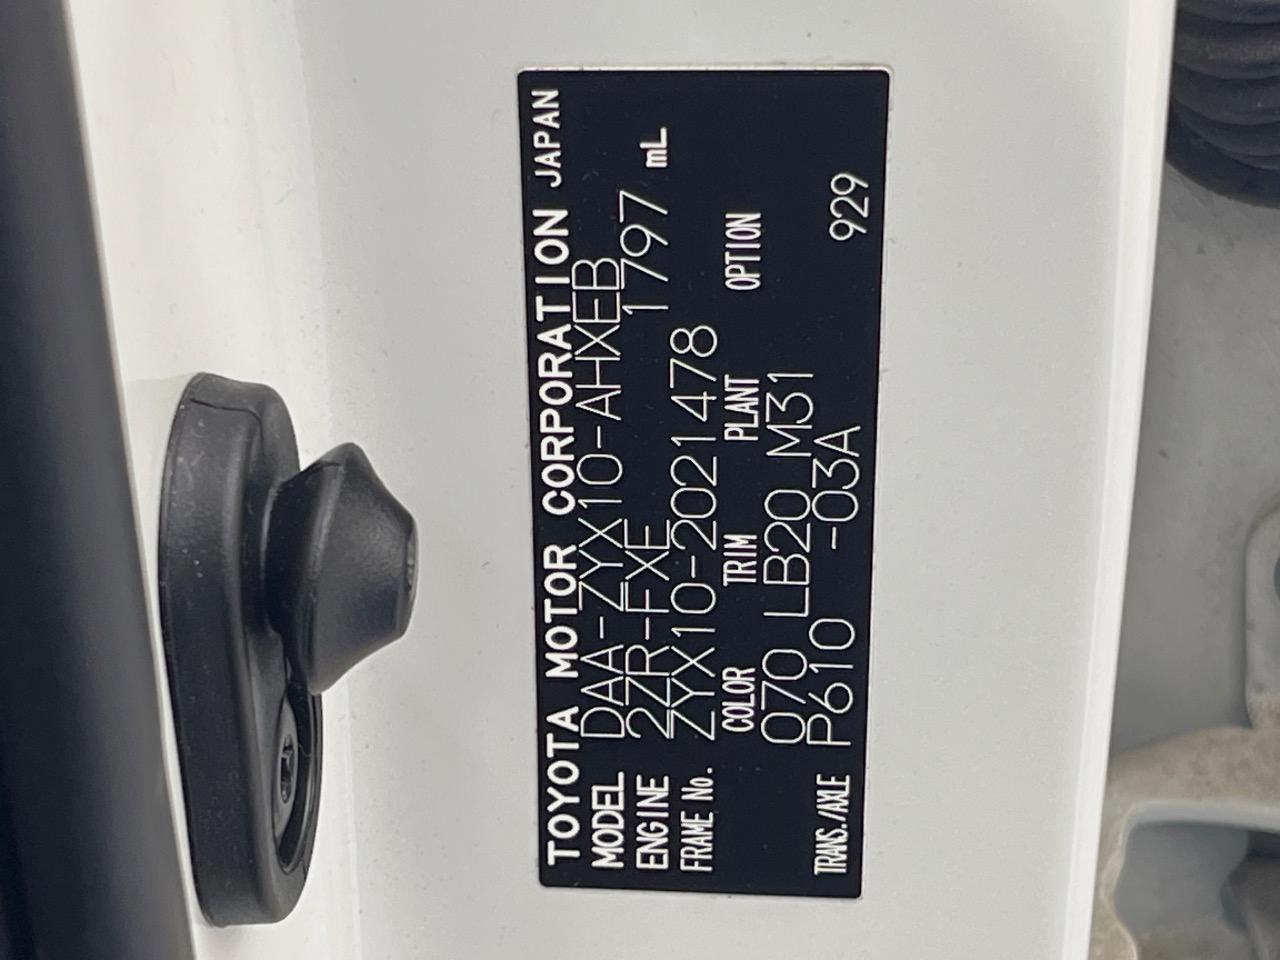 TOYOTA MOTOR CORPORATION JAPAN
MODEL DAA-ZYX10-AHXEB
ENGINE 2ZR-FXE 1797 mL
FRAME No. ZYX10-2021478
COLOR TRIM PLANT OPTION
070 LB20 M31
TRANS./AXLE P610 -03A 929